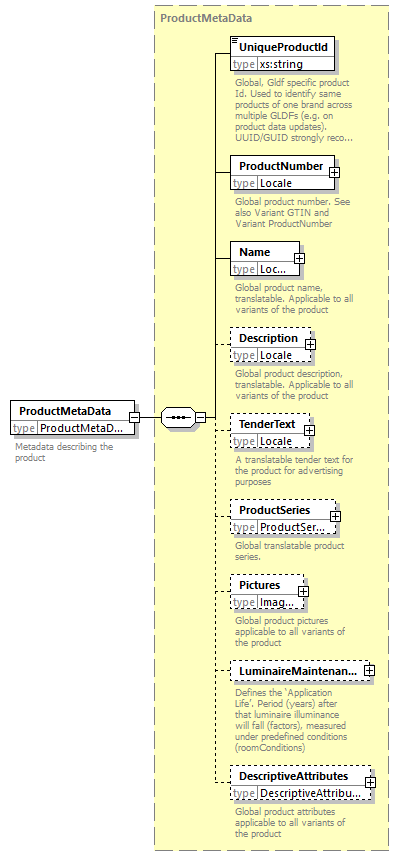 ProductMetaData
UniqueProductId
type xs:string
Global, Gldf specific product
Id. Used to identify same
products of one brand across
multiple GLDFs (e.g. on
product data updates).
UUID/GUID strongly reco...
ProductNumber
type Locale
Global product number. See
also Variant GTIN and
Variant ProductNumber
Name
type Loc...
Global product name,
translatable. Applicable to all
variants of the product
Description
type Locale
Global product description,
translatable. Applicable to all
variants of the product
ProductMetaData
type ProductMetaD...
Metadata describing the
product
TenderText
type Locale
A translatable tender text for
the product for advertising
purposes
ProductSeries
type ProductSer...
Global translatable product
series.
Pictures
type Imag...
Global product pictures
applicable to all variants of
the product
LuminaireMaintenan...
Defines the `Application
Life'. Period (years) after
that luminaire illuminance
will fall (factors), measured
under predefined conditions
(roomConditions)
DescriptiveAttributes
type DescriptiveAttribu...
Global product attributes
applicable to all variants of
the product